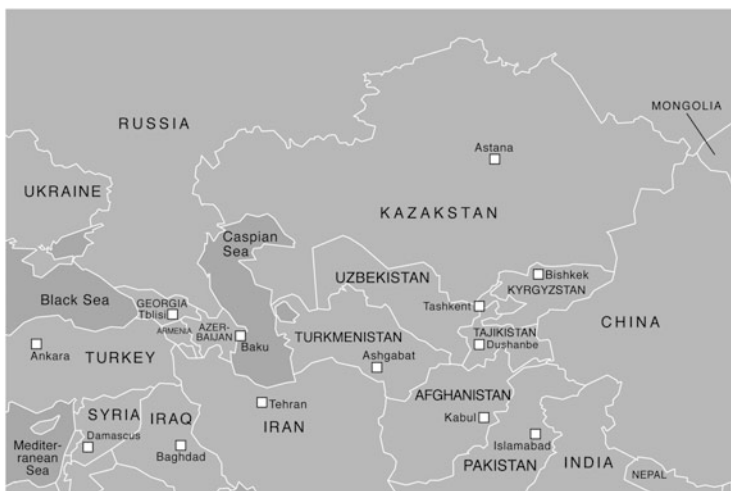 MONGOLIA
RUSSIA
Astana
UKRAINE
KAZAKSTAN
Caspian
Sea
UZBEKISTAN
Bishkek
KYRGYZSTAN
Black Sea
GEORGIA
Tblisi
Tashkent
CHINA
ARMENIA
AZER-
BAIJAN
Baku
TURKMENISTAN
TAJIKISTAN
Dushanbe
Ankara
TURKEY
Ashgabat
AFGHANISTAN
Tehran
Kabul
SYRIA
IRAQ
IRAN
Islamabad
Damascus
Baghdad
Mediter-
ranean
Sea
PAKISTAN
INDIA
NEPAL